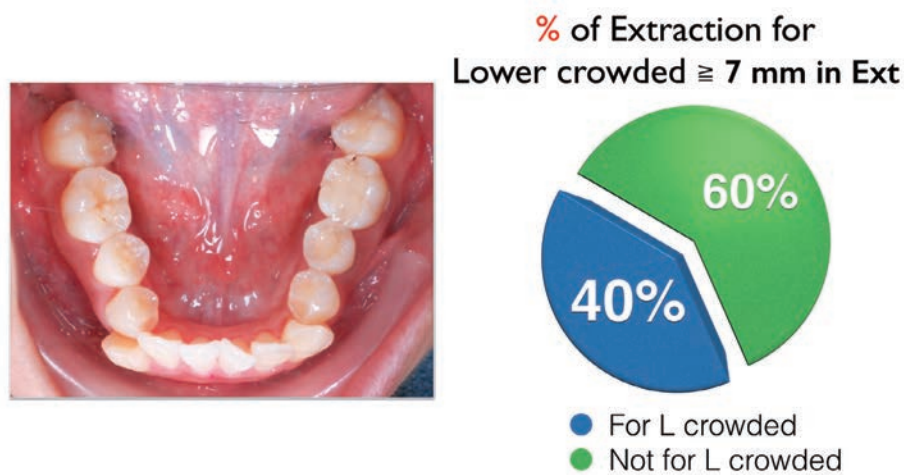 % of Extraction for
Lower crowded ≧ 7 mm in Ext
60%
40%
For L crowded
Not for L crowded